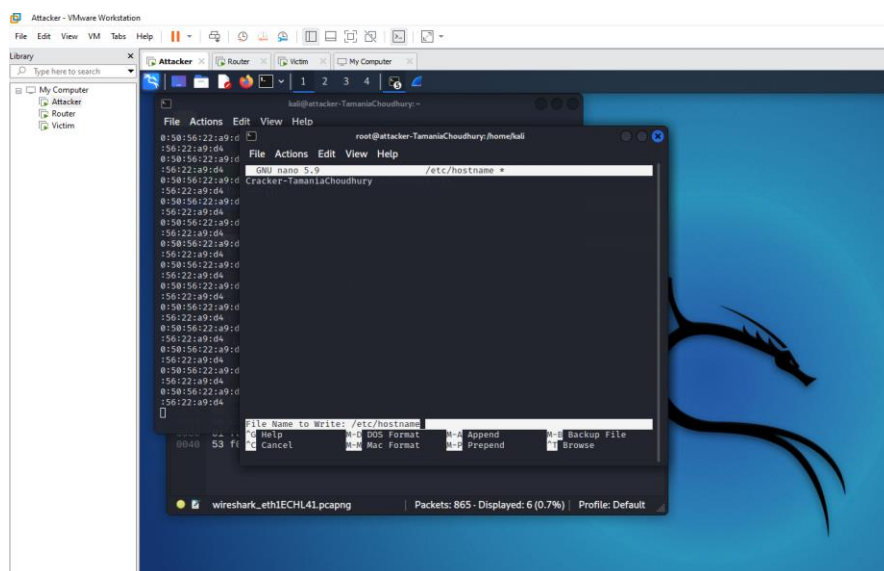 Attacker - VMware Workstation
File Edit View VM Tabs Help
Library
Type here to search
My Computer
Attacker
Router
Victim
Attacker Router Victim My Computer
1 2 3 4
kali@attacker-TamaniaChoudhury:~
File Actions Edit View Help
0:50:56:22:a9:d
:56:22:a9:d4
0:50:56:22:a9:d
:56:22:a9:d4
0:50:56:22:a9:d
:56:22:a9:d4
0:50:56:22:a9:d
:56:22:a9:d4
0:50:56:22:a9:d
:56:22:a9:d4
0:50:56:22:a9:d
:56:22:a9:d4
0:50:56:22:a9:d
:56:22:a9:d4
0:50:56:22:a9:d
:56:22:a9:d4
0:50:56:22:a9:d
:56:22:a9:d4
0:50:56:22:a9:d
:56:22:a9:d4
0:50:56:22:a9:d
:56:22:a9:d4
0:50:56:22:a9:d
:56:22:a9:d4
0:50:56:22:a9:d
:56:22:a9:d4
root@attacker-TamaniaChoudhury:/home/kali
File Actions Edit View Help
GNU nano 5.9 /etc/hostname *
Cracker-TamaniaChoudhury
File Name to Write: /etc/hostname
^G Help M-D DOS Format M-A Append M-B Backup File
^C Cancel M-M Mac Format M-P Prepend ^T Browse
0040 53 f
wireshark_eth1ECHL41.pcapng Packets: 865 · Displayed: 6 (0.7%) Profile: Default